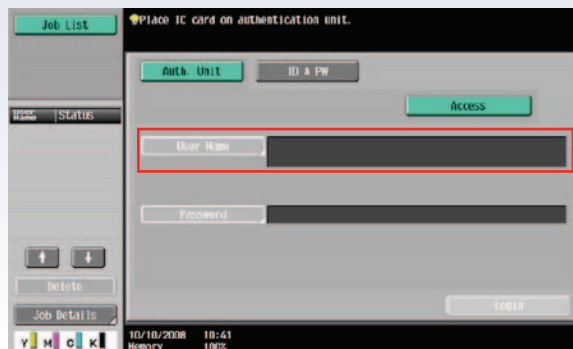 Job List
Place IC card on authentication unit.
Auth. Unit
ID & PW
Access
User Name
Status
User Name
Password
Delete
Login
Job Details
Y M C K
10/10/2008 10:41
Memory 100%